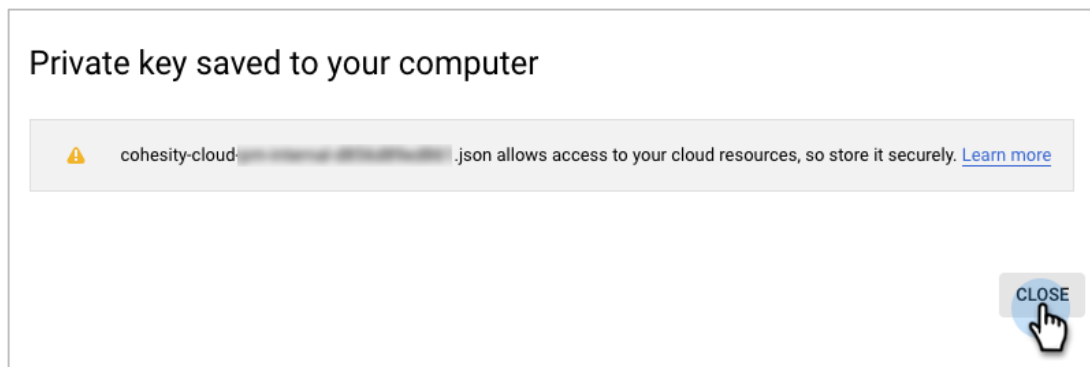 Private key saved to your computer
cohesity-cloud- .json allows access to your cloud resources, so store it securely. Learn more
CLOSE